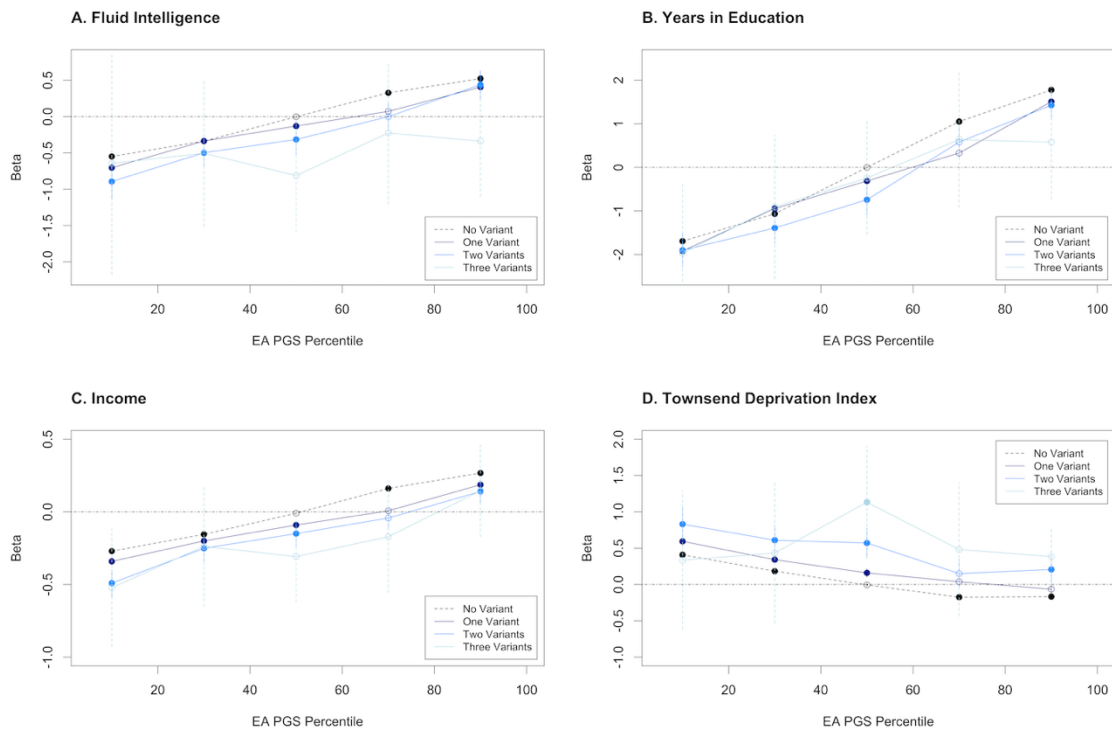 A. Fluid Intelligence
Beta
0.5
0.0
-0.5
-1.0
-1.5
-2.0
No Variant
One Variant
Two Variants
Three Variants
20
40
60
80
100
EA PGS Percentile
B. Years in Education
Beta
2
1
0
-1
-2
No Variant
One Variant
Two Variants
Three Variants
20
40
60
80
100
EA PGS Percentile
C. Income
Beta
0.5
0.0
-0.5
-1.0
No Variant
One Variant
Two Variants
Three Variants
20
40
60
80
100
EA PGS Percentile
D. Townsend Deprivation Index
Beta
2.0
1.5
1.0
0.5
0.0
-0.5
-1.0
No Variant
One Variant
Two Variants
Three Variants
20
40
60
80
100
EA PGS Percentile